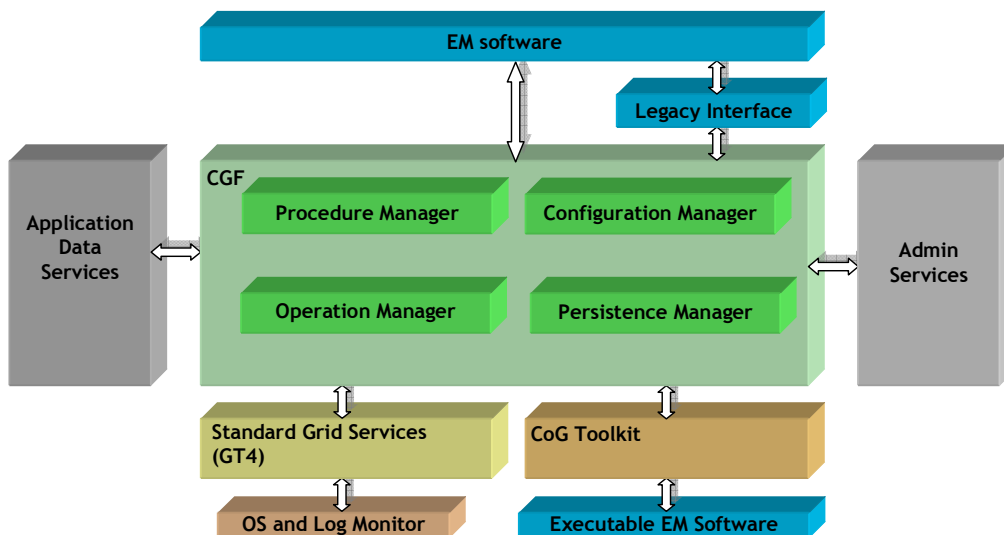 EM software
Legacy Interface
CGF
Procedure Manager
Configuration Manager
Application
Data
Services
Admin
Services
Operation Manager
Persistence Manager
Standard Grid Services
(GT4)
CoG Toolkit
OS and Log Monitor
Executable EM Software